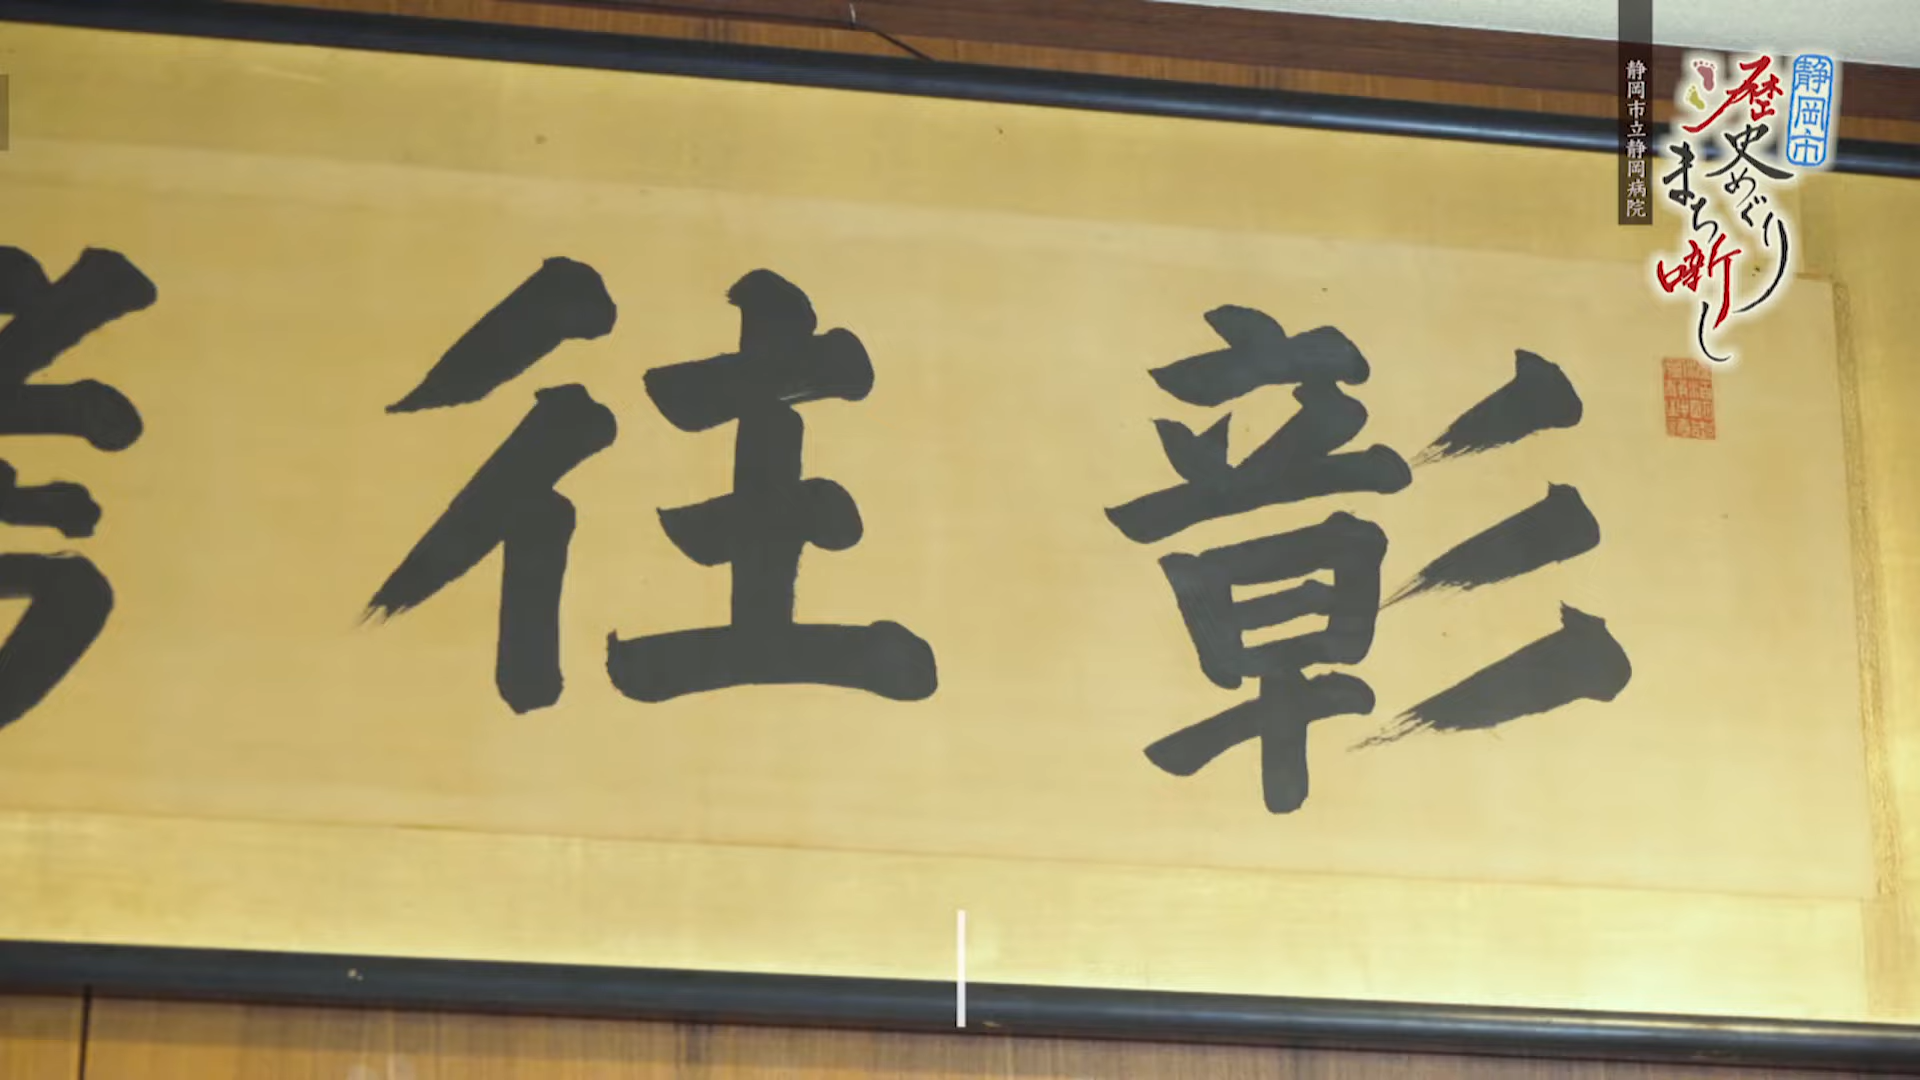 彰往
静岡市立静岡病院
静岡市
歴史めぐり
まち噺し